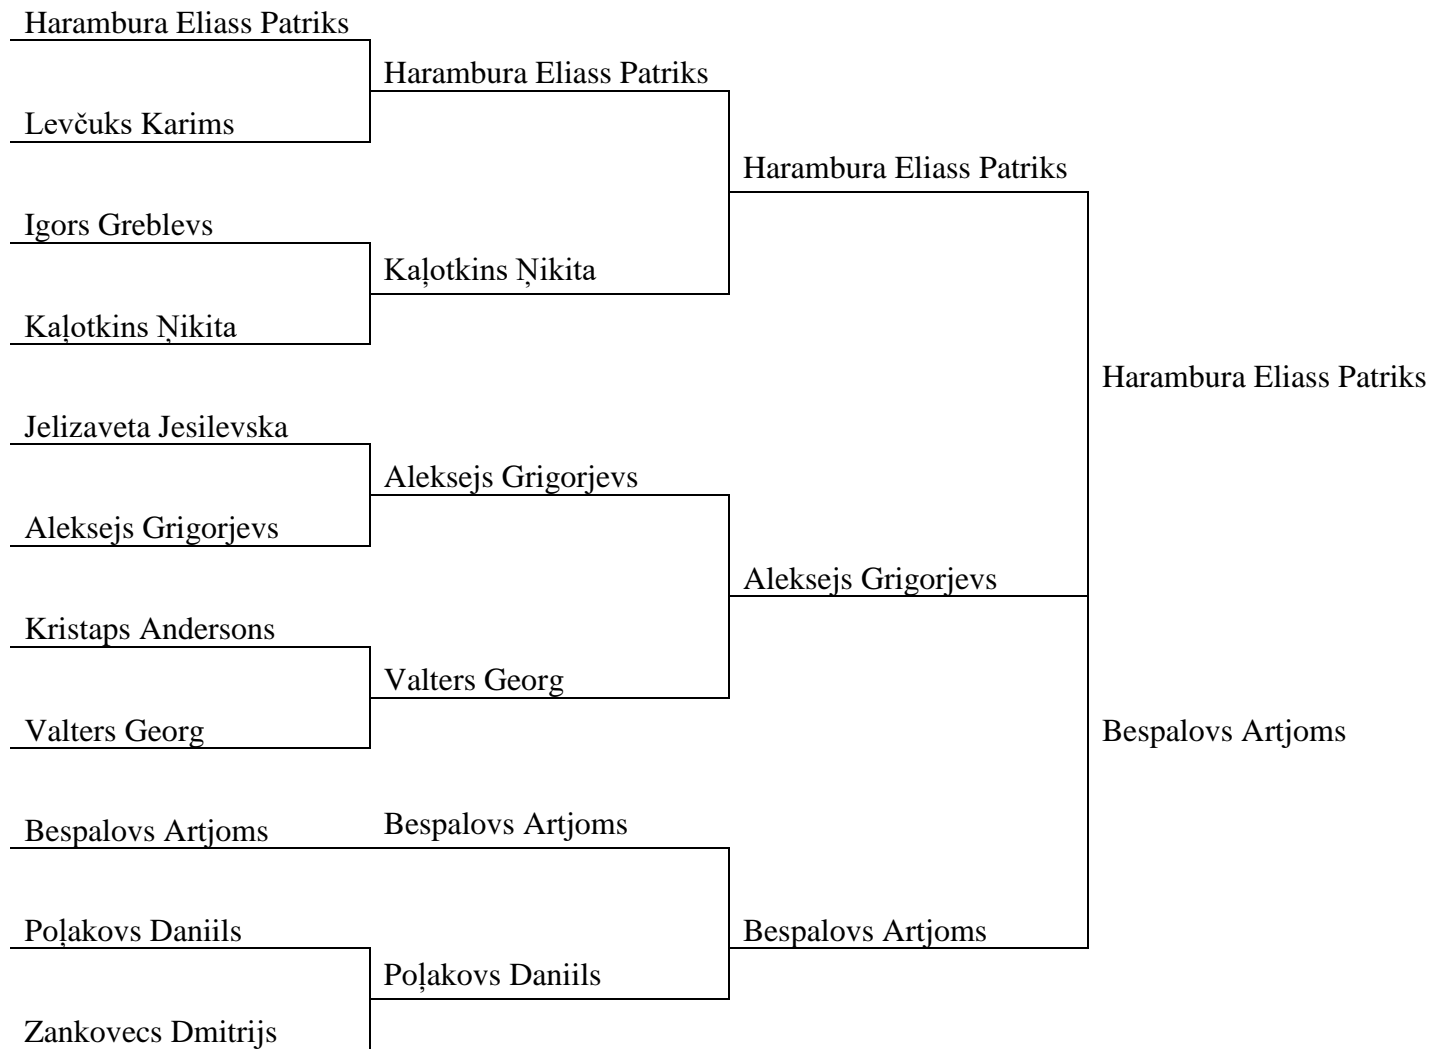 Harambura Eliass Patriks
Harambura Eliass Patriks
Levčuks Karims
Harambura Eliass Patriks
Igors Greblevs
Kaļotkins Ņikita
Kaļotkins Ņikita
Harambura Eliass Patriks
Jelizaveta Jesilevska
Aleksejs Grigorjevs
Aleksejs Grigorjevs
Aleksejs Grigorjevs
Kristaps Andersons
Valters Georg
Valters Georg
Bespalovs Artjoms
Bespalovs Artjoms
Bespalovs Artjoms
Poļakovs Daniils
Bespalovs Artjoms
Poļakovs Daniils
Zankovecs Dmitrijs